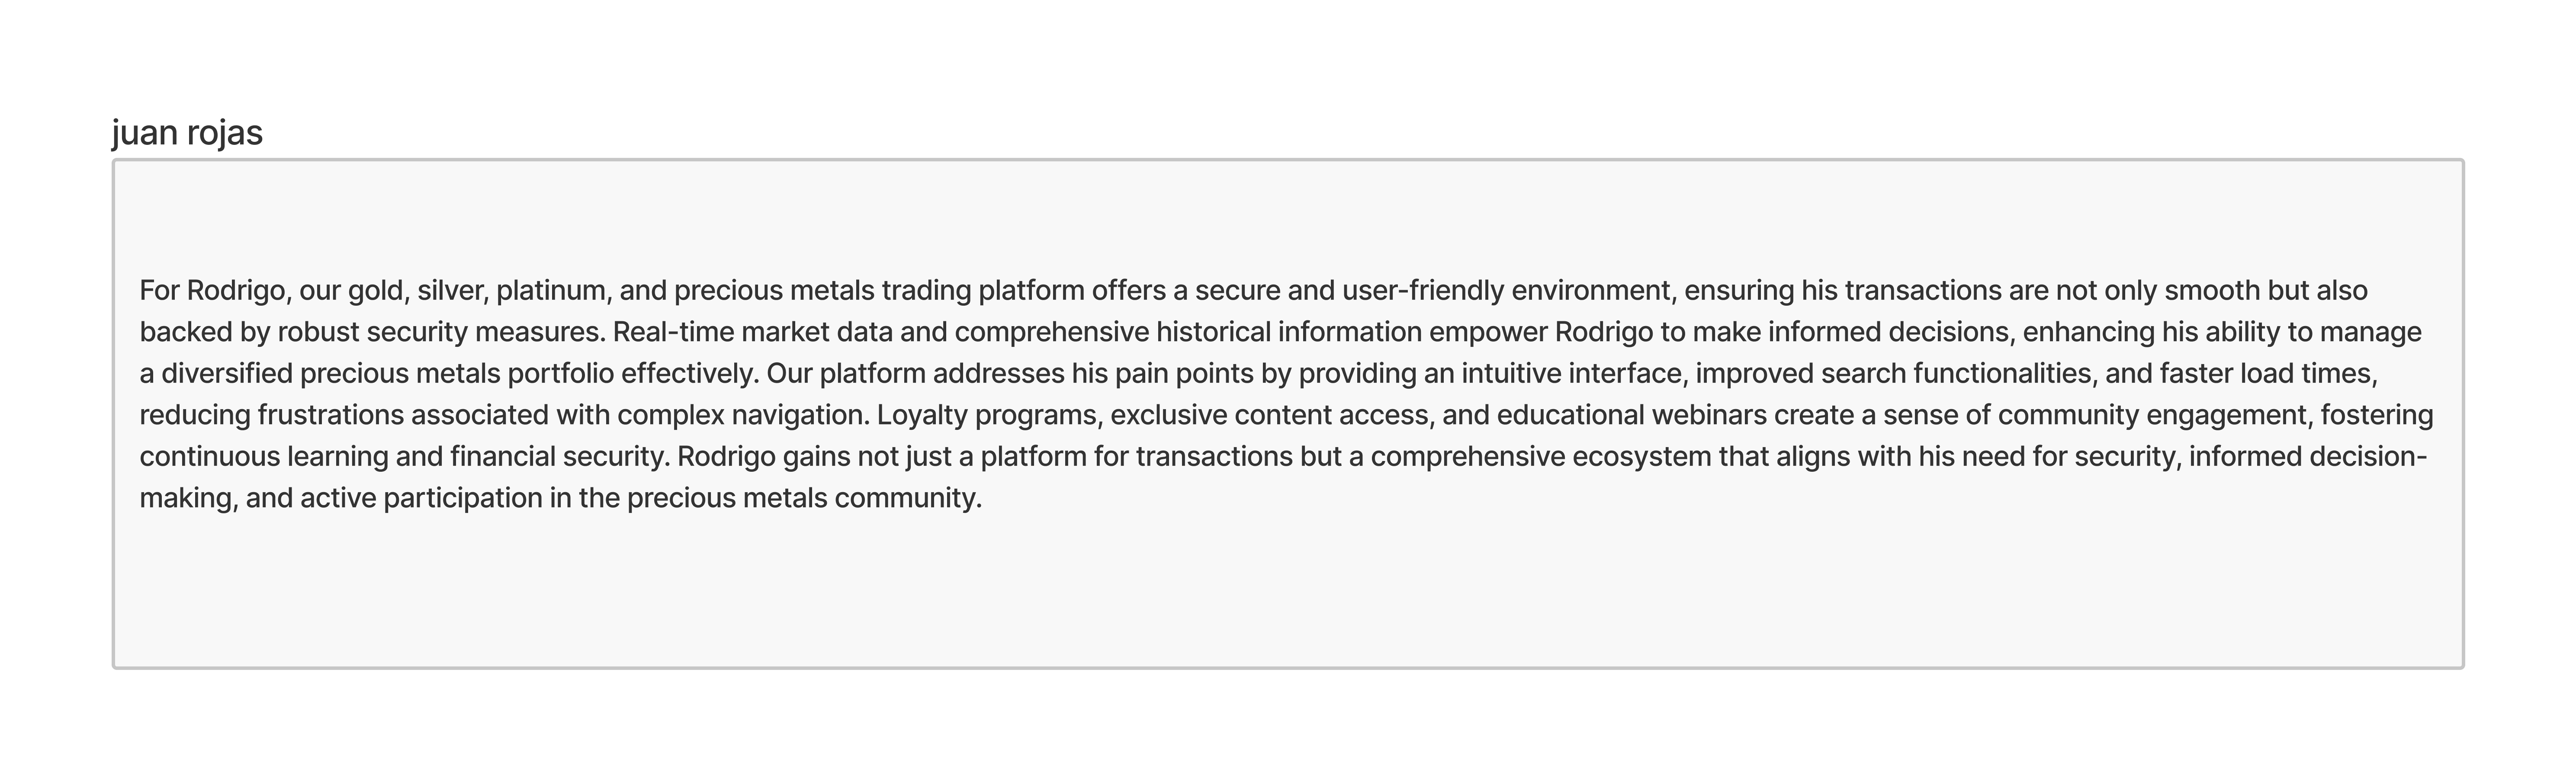 juan rojas
For Rodrigo, our gold, silver, platinum, and precious metals trading platform offers a secure and user-friendly environment, ensuring his transactions are not only smooth but also
backed by robust security measures. Real-time market data and comprehensive historical information empower Rodrigo to make informed decisions, enhancing his ability to manage
a diversified precious metals portfolio effectively. Our platform addresses his pain points by providing an intuitive interface, improved search functionalities, and faster load times,
reducing frustrations associated with complex navigation. Loyalty programs, exclusive content access, and educational webinars create a sense of community engagement, fostering
continuous learning and financial security. Rodrigo gains not just a platform for transactions but a comprehensive ecosystem that aligns with his need for security, informed decision-
making, and active participation in the precious metals community.